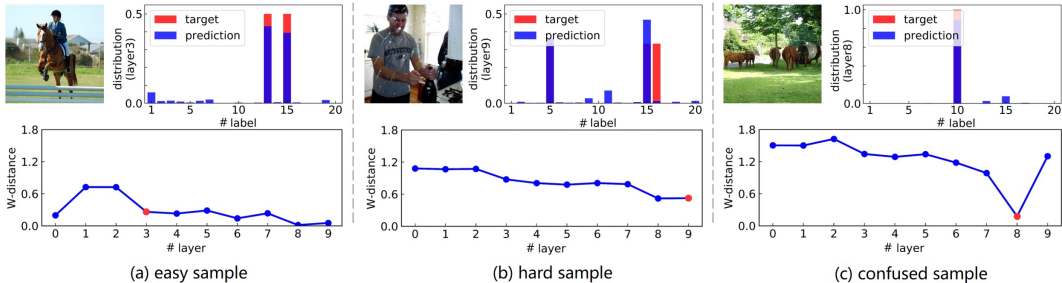 0.5
0.0
distribution
(layer3)
target
prediction
1 5 10 15 20
# label
1.8
1.2
0.6
0.0
W-distance
0 1 2 3 4 5 6 7 8 9
# layer
(a) easy sample
0.5
0.0
distribution
(layer9)
target
prediction
1 5 10 15 20
# label
1.8
1.2
0.6
0.0
W-distance
0 1 2 3 4 5 6 7 8 9
# layer
(b) hard sample
1.0
0.5
0.0
distribution
(layer8)
target
prediction
1 5 10 15 20
# label
1.8
1.2
0.6
0.0
W-distance
0 1 2 3 4 5 6 7 8 9
# layer
(c) confused sample